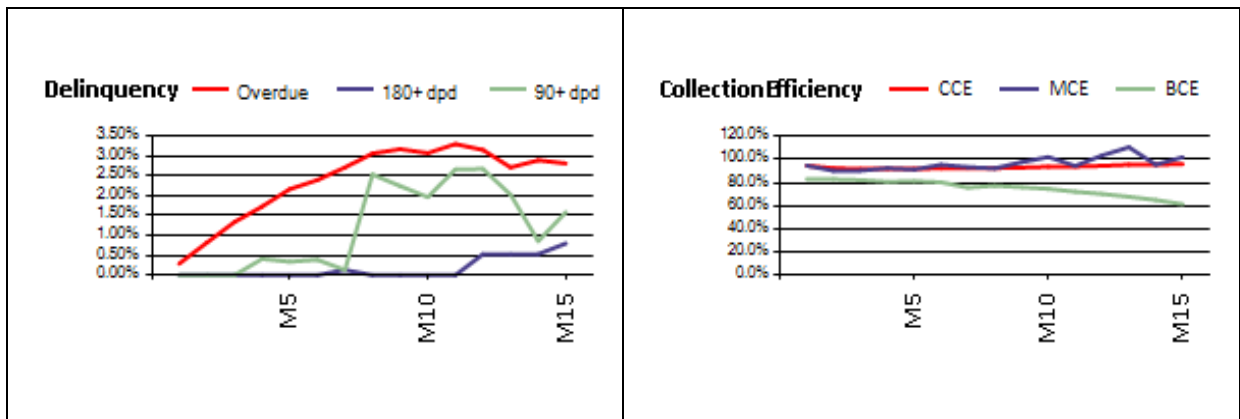 Delinquency Overdue 180+ dpd 90+ dpd
3.50%
3.00%
2.50%
2.00%
1.50%
1.00%
0.50%
0.00%
M5
M10
M15
Collection Efficiency CCE MCE BCE
120.0%
100.0%
80.0%
60.0%
40.0%
20.0%
0.0%
M5
M10
M15